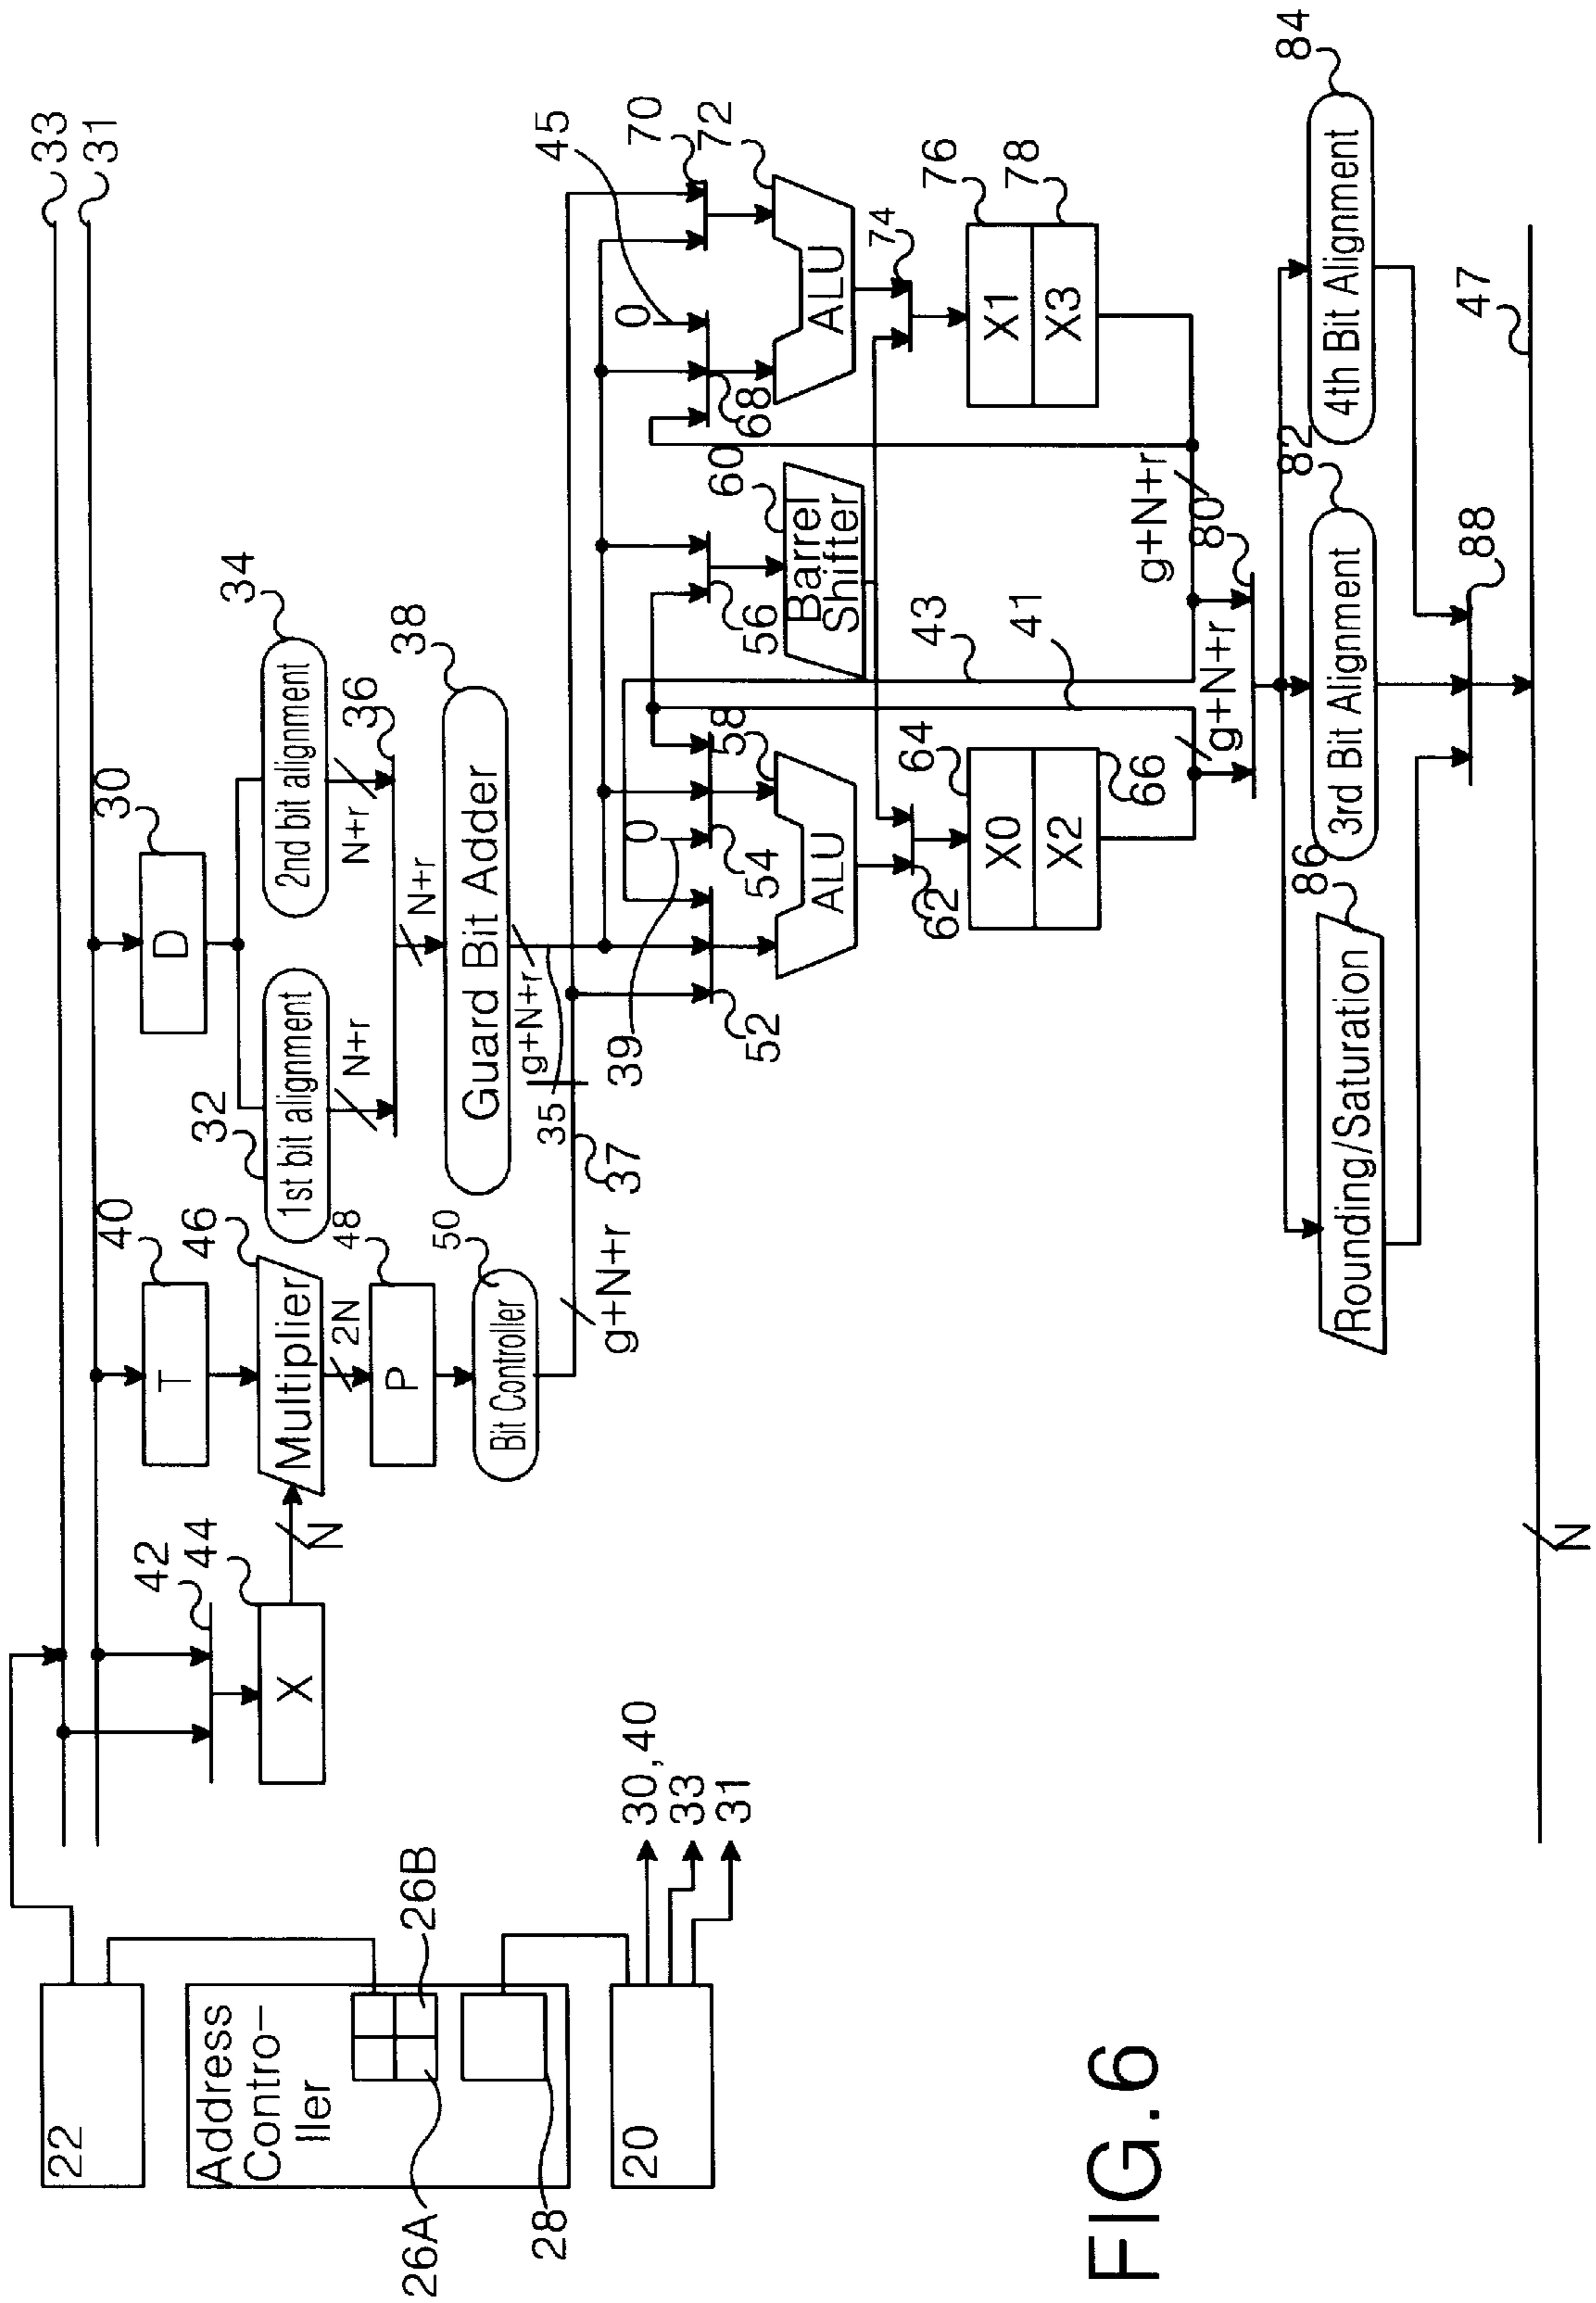 33
31
30
D
34
2nd bit alignment
N+r
36
32
1st bit alignment
N+r
N+r
38
Guard Bit Adder
g+N+r
35
37
g+N+r
40
T
46
Multiplier
2N
48
P
50
Bit Controller
42
44
X
N
22
Address
Contro-
ller
26A
26B
28
20
30,40
33
31
39
0
52
54
58
ALU
62
64
X0
X2
66
56
60
Barrel
Shiffter
43
41
45
0
68
70
72
ALU
74
76
X1
X3
78
g+N+r
g+N+r
80
82
84
86
Rounding/Saturation
3rd Bit Alignment
4th Bit Alignment
88
47
N
FIG.6